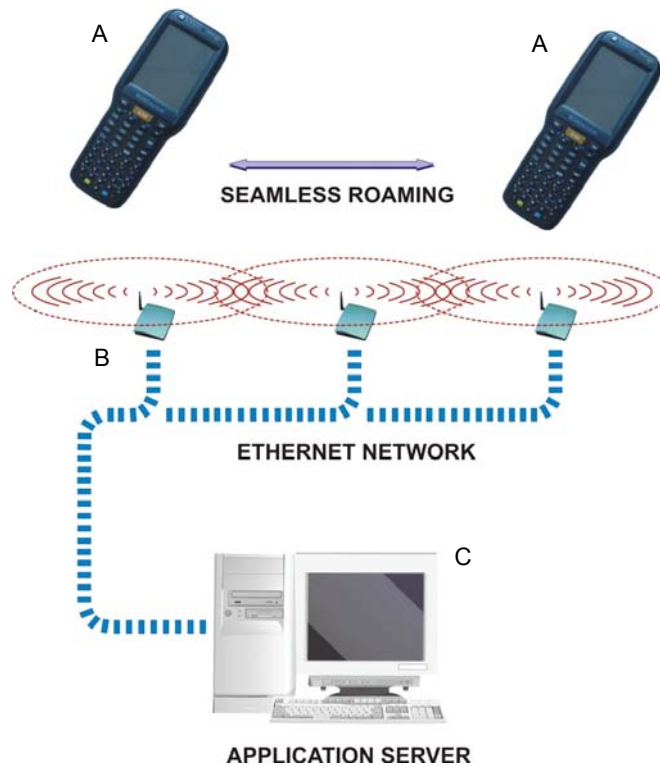 A
A
SEAMLESS ROAMING
B
ETHERNET NETWORK
C
APPLICATION SERVER